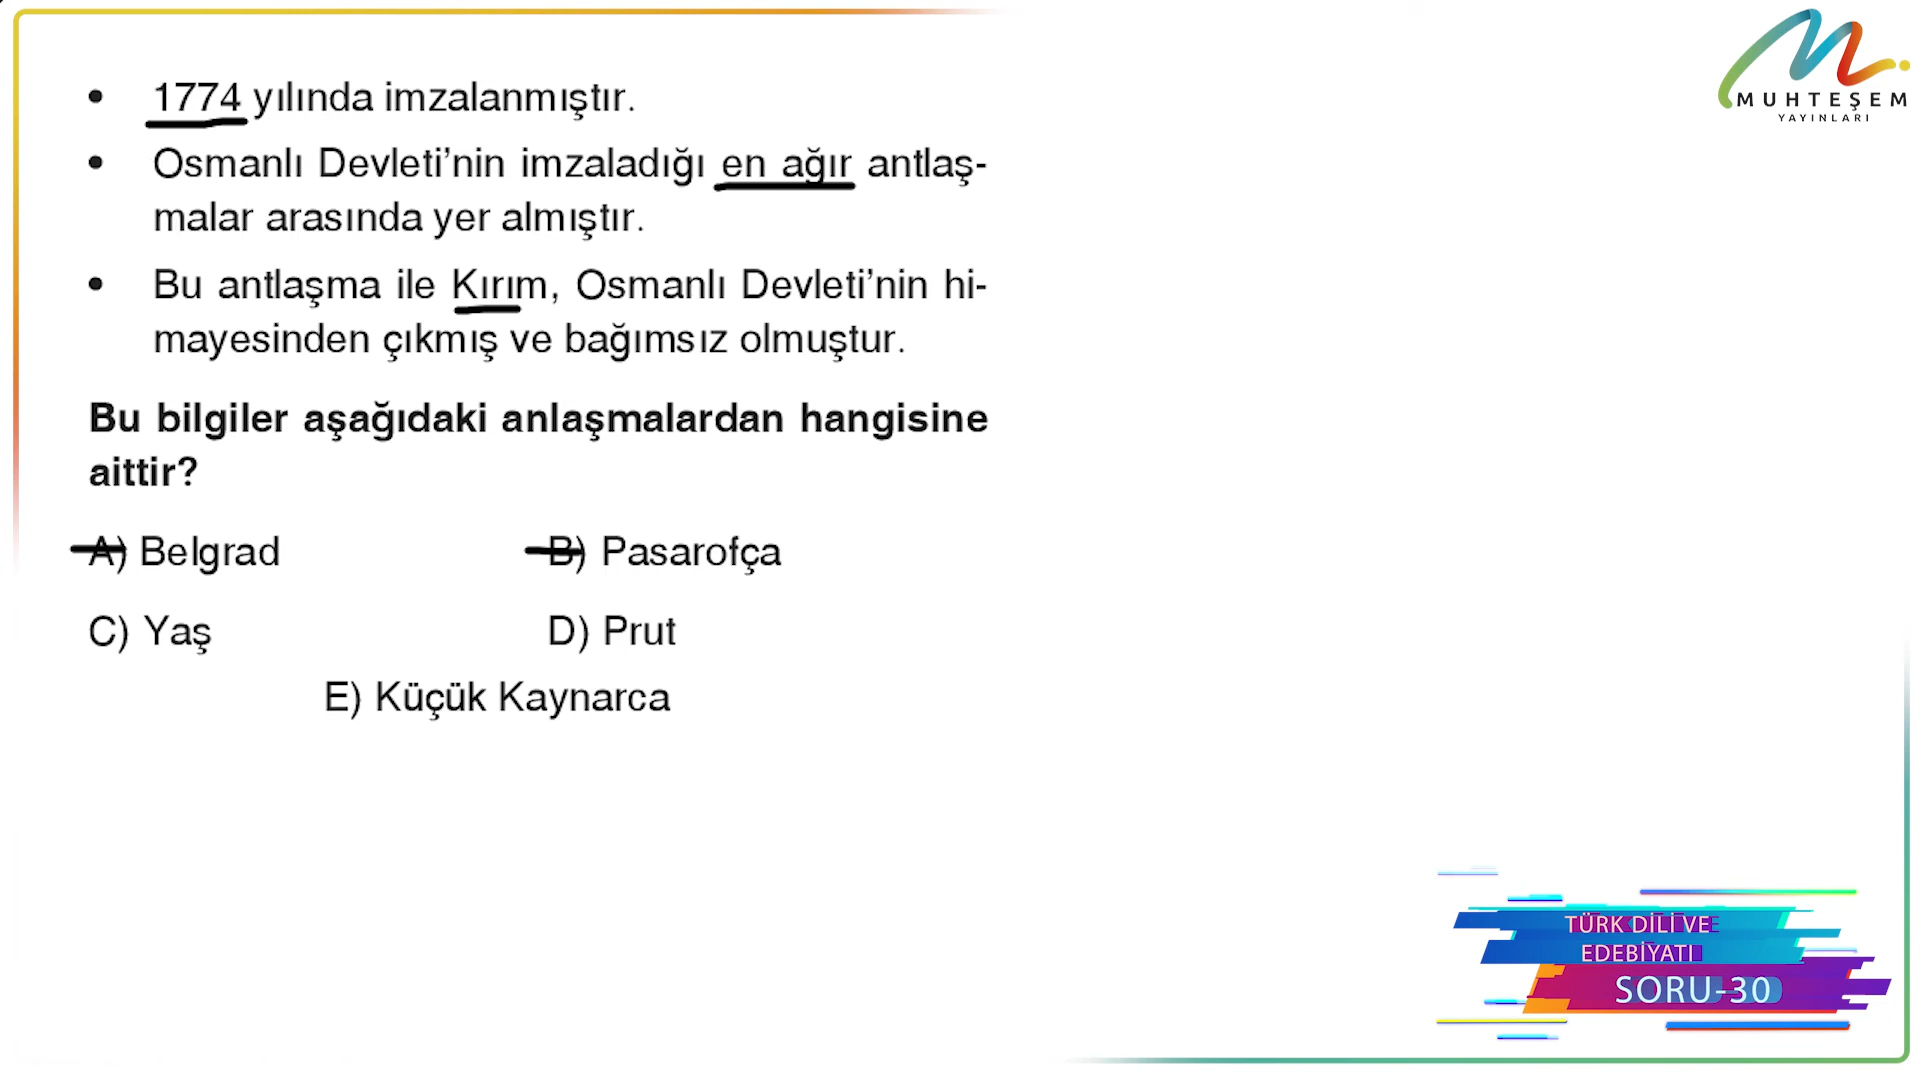 MUHTEŞEM
YAYINLARI
• 1774 yılında imzalanmıştır.
• Osmanlı Devleti’nin imzaladığı en ağır antlaş-
malar arasında yer almıştır.
• Bu antlaşma ile Kırım, Osmanlı Devleti’nin hi-
mayesinden çıkmış ve bağımsız olmuştur.
Bu bilgiler aşağıdaki anlaşmalardan hangisine
aittir?
A) Belgrad B) Pasarofça
C) Yaş D) Prut
E) Küçük Kaynarca
TÜRK DİLİ VE
EDEBİYATI
SORU-30